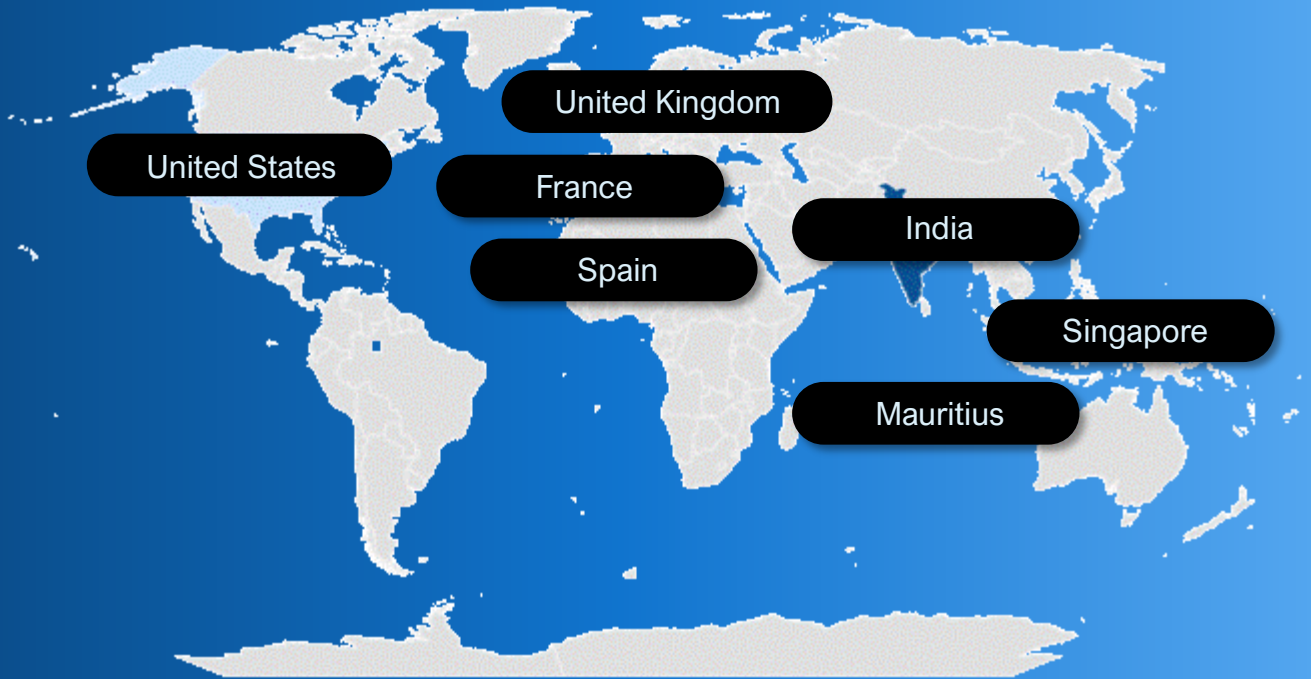 United Kingdom
United States
France
India
Spain
Singapore
Mauritius